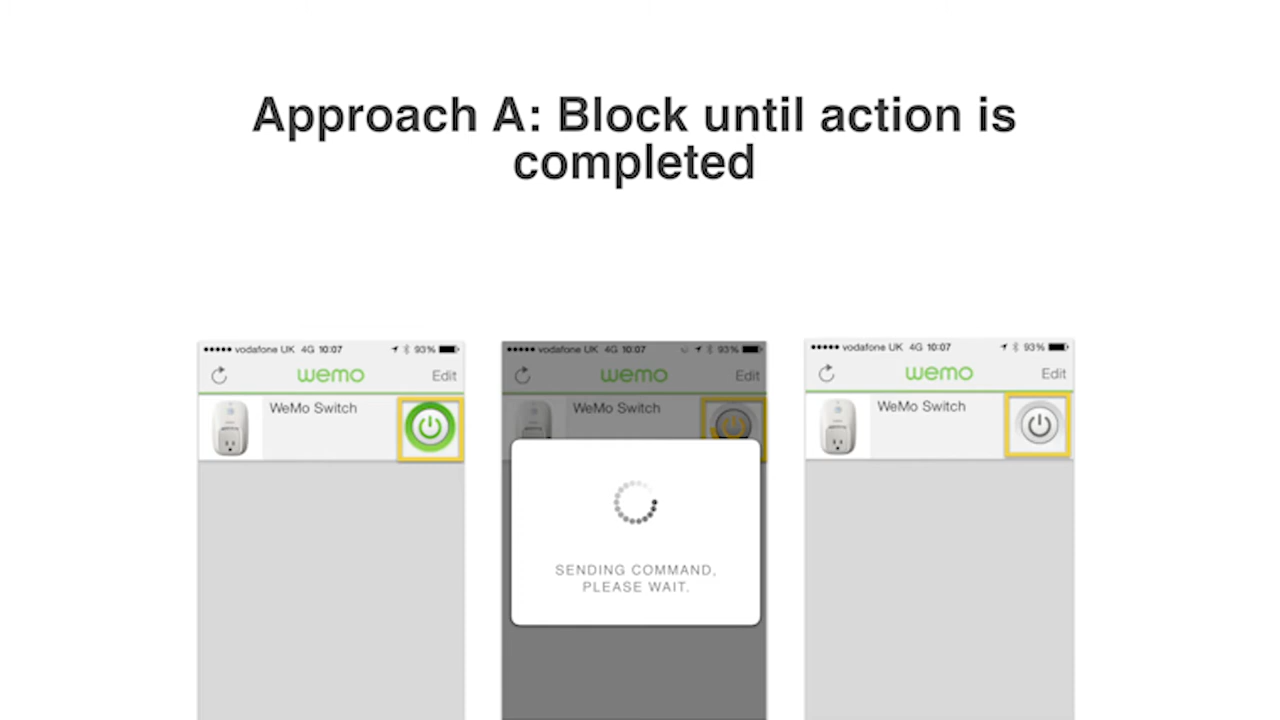 Approach A: Block until action is
completed
vodafone UK 4G 10:07 93%
wemo Edit
WeMo Switch
vodafone UK 4G 10:07 93%
wemo Edit
WeMo Switch
SENDING COMMAND,
PLEASE WAIT.
vodafone UK 4G 10:07 93%
wemo Edit
WeMo Switch